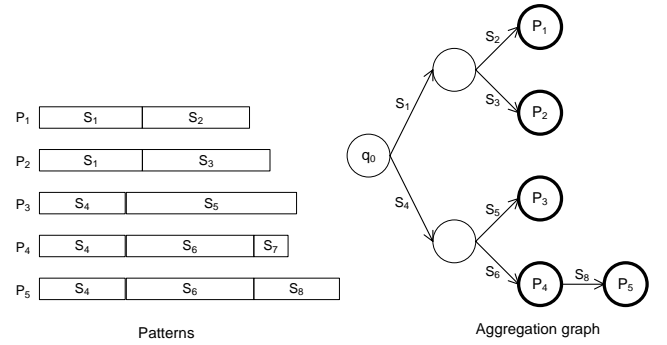 P1 S1 S2
P2 S1 S3
P3 S4 S5
P4 S4 S6 S7
P5 S4 S6 S8
Patterns
S2 P1
S1 S3 P2
q0
S4 S5 P3
S6 P4 S8 P5
Aggregation graph